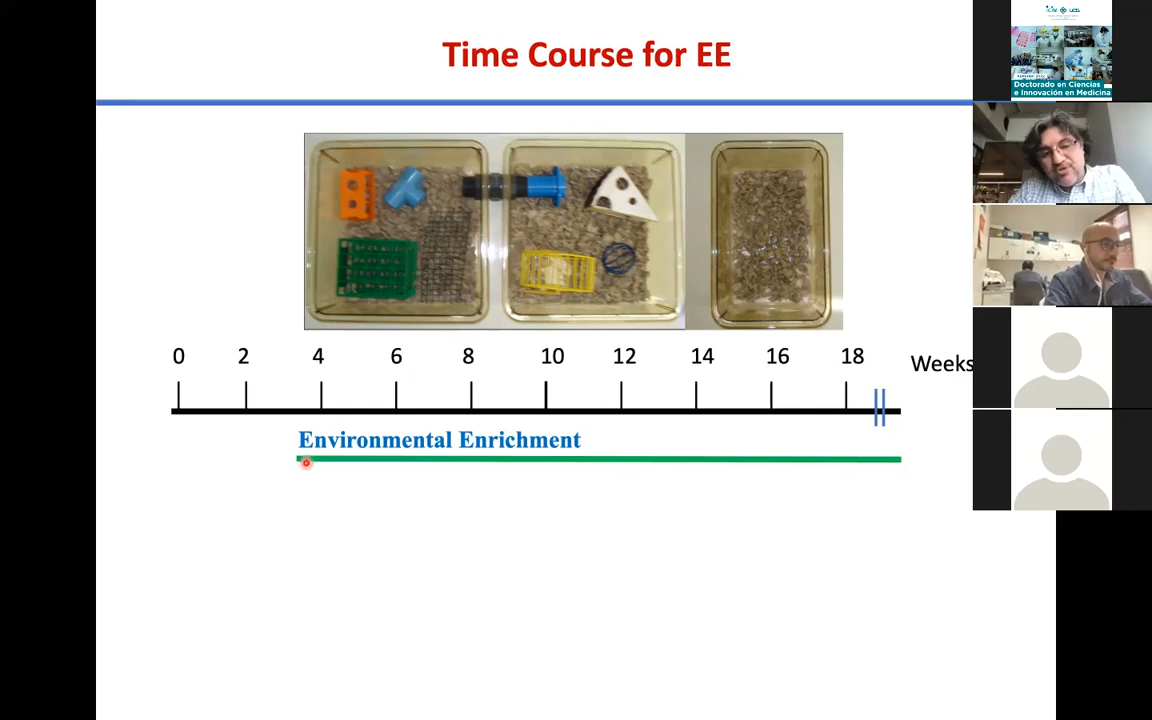 Time Course for EE
0 2 4 6 8 10 12 14 16 18 Weeks
Environmental Enrichment
UDD
Doctorado en Ciencias
e Innovación en Medicina